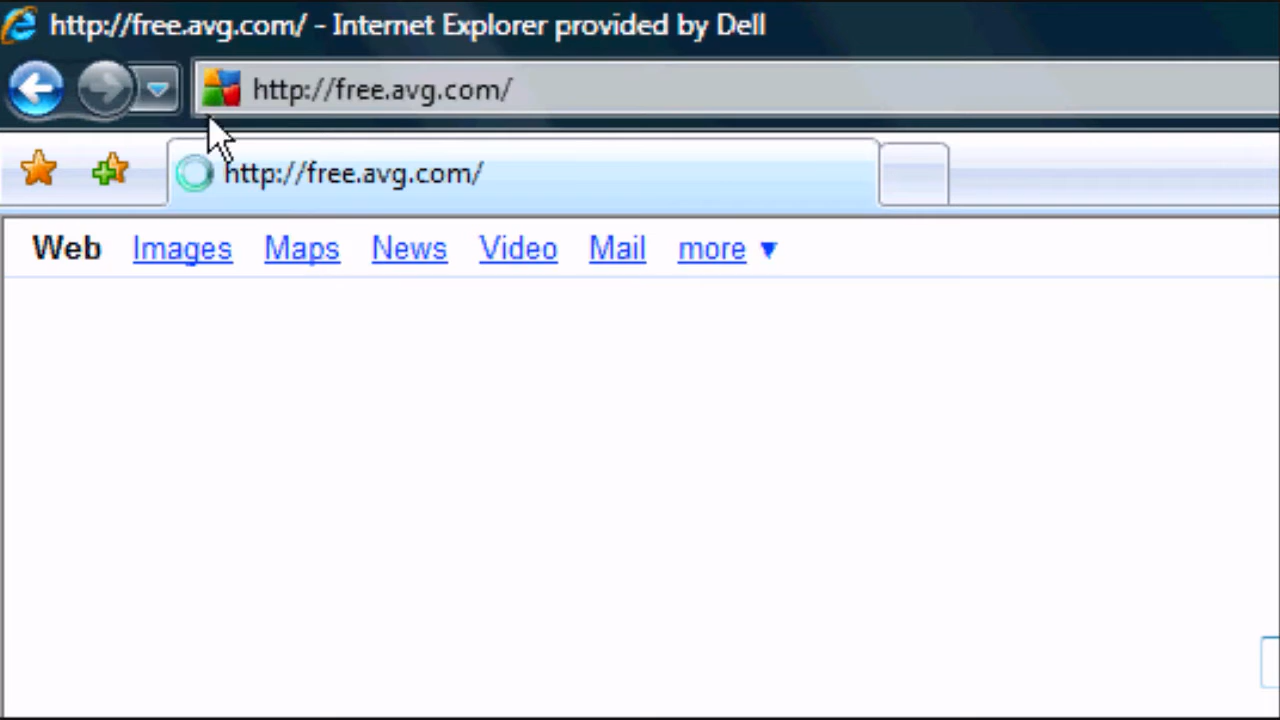 http://free.avg.com/ - Internet Explorer provided by Dell
http://free.avg.com/
http://free.avg.com/
Web Images Maps News Video Mail more ▼